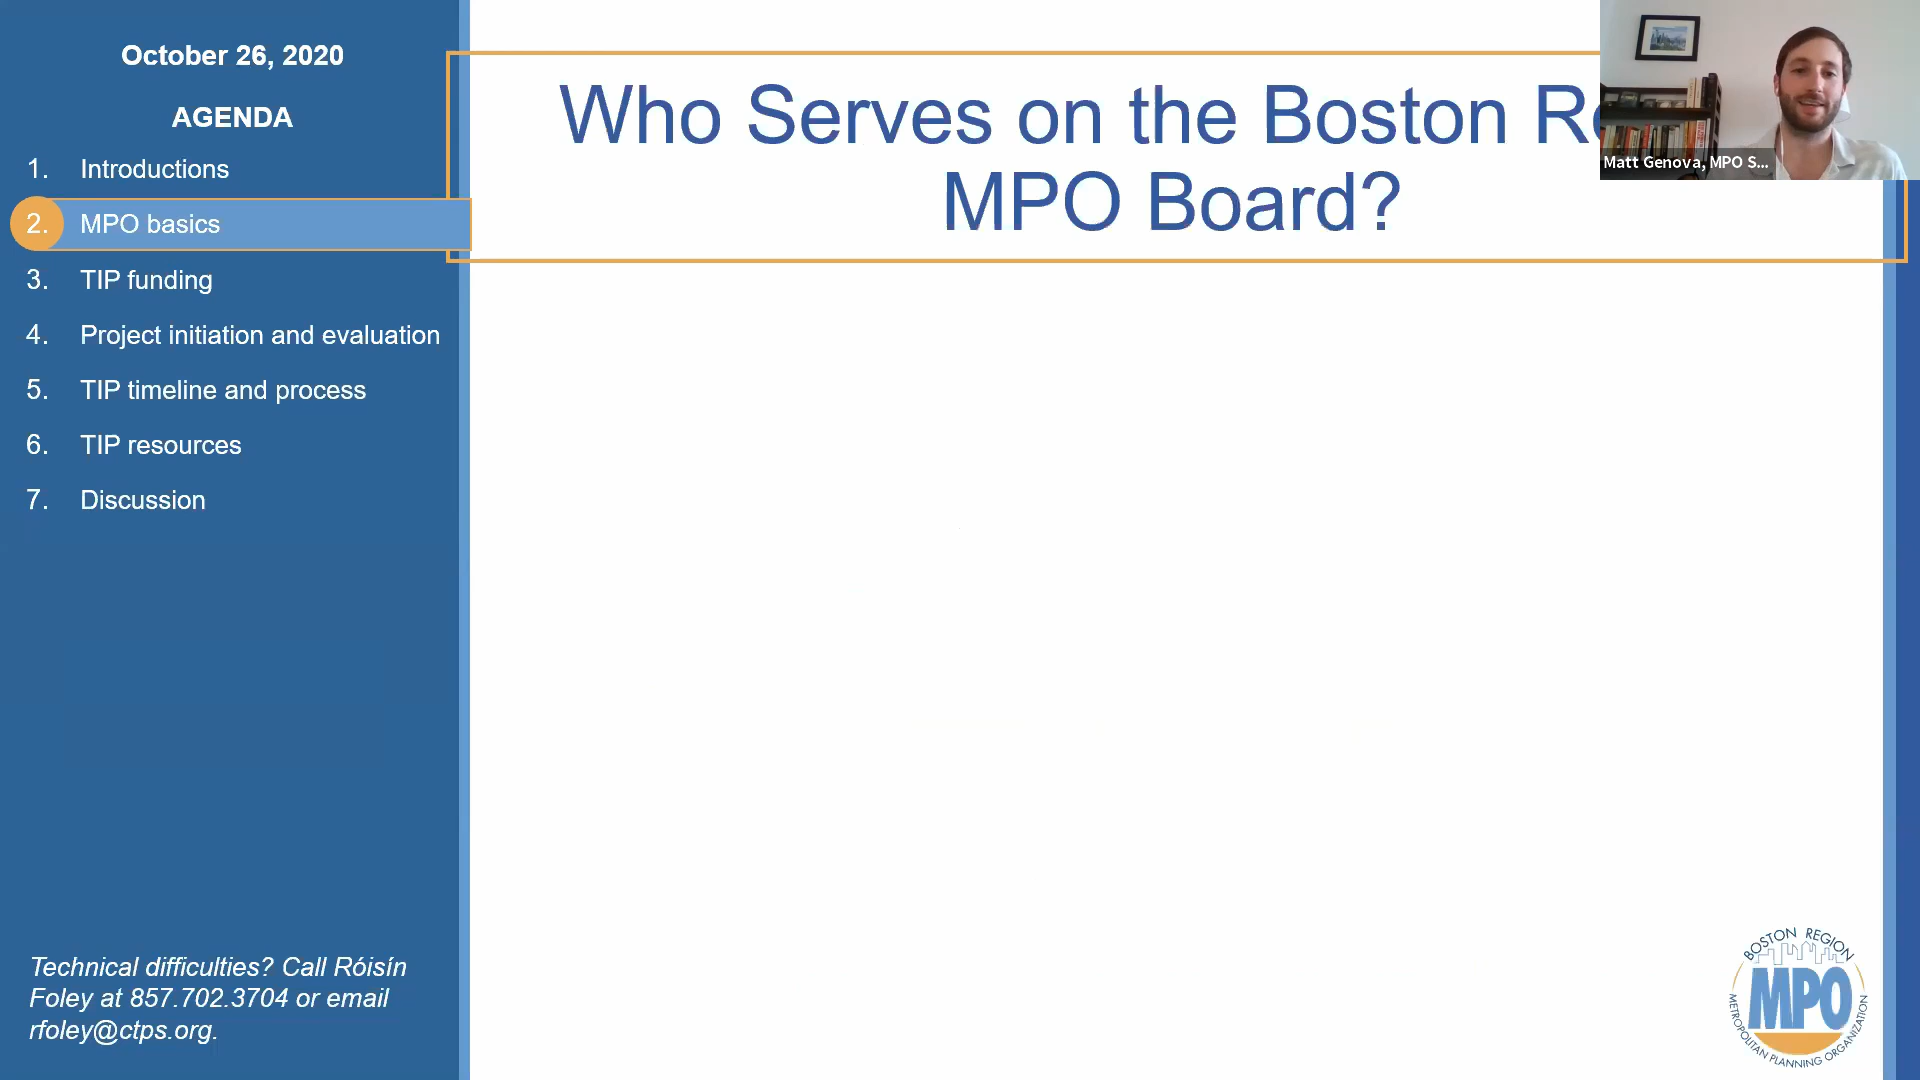 October 26, 2020
AGENDA
1. Introductions
2. MPO basics
3. TIP funding
4. Project initiation and evaluation
5. TIP timeline and process
6. TIP resources
7. Discussion
Technical difficulties? Call Róisín
Foley at 857.702.3704 or email
rfoley@ctps.org.
Who Serves on the Boston
MPO Board?
Matt Genova, MPO S...
BOSTON REGION
MPO
METROPOLITAN PLANNING ORGANIZATION